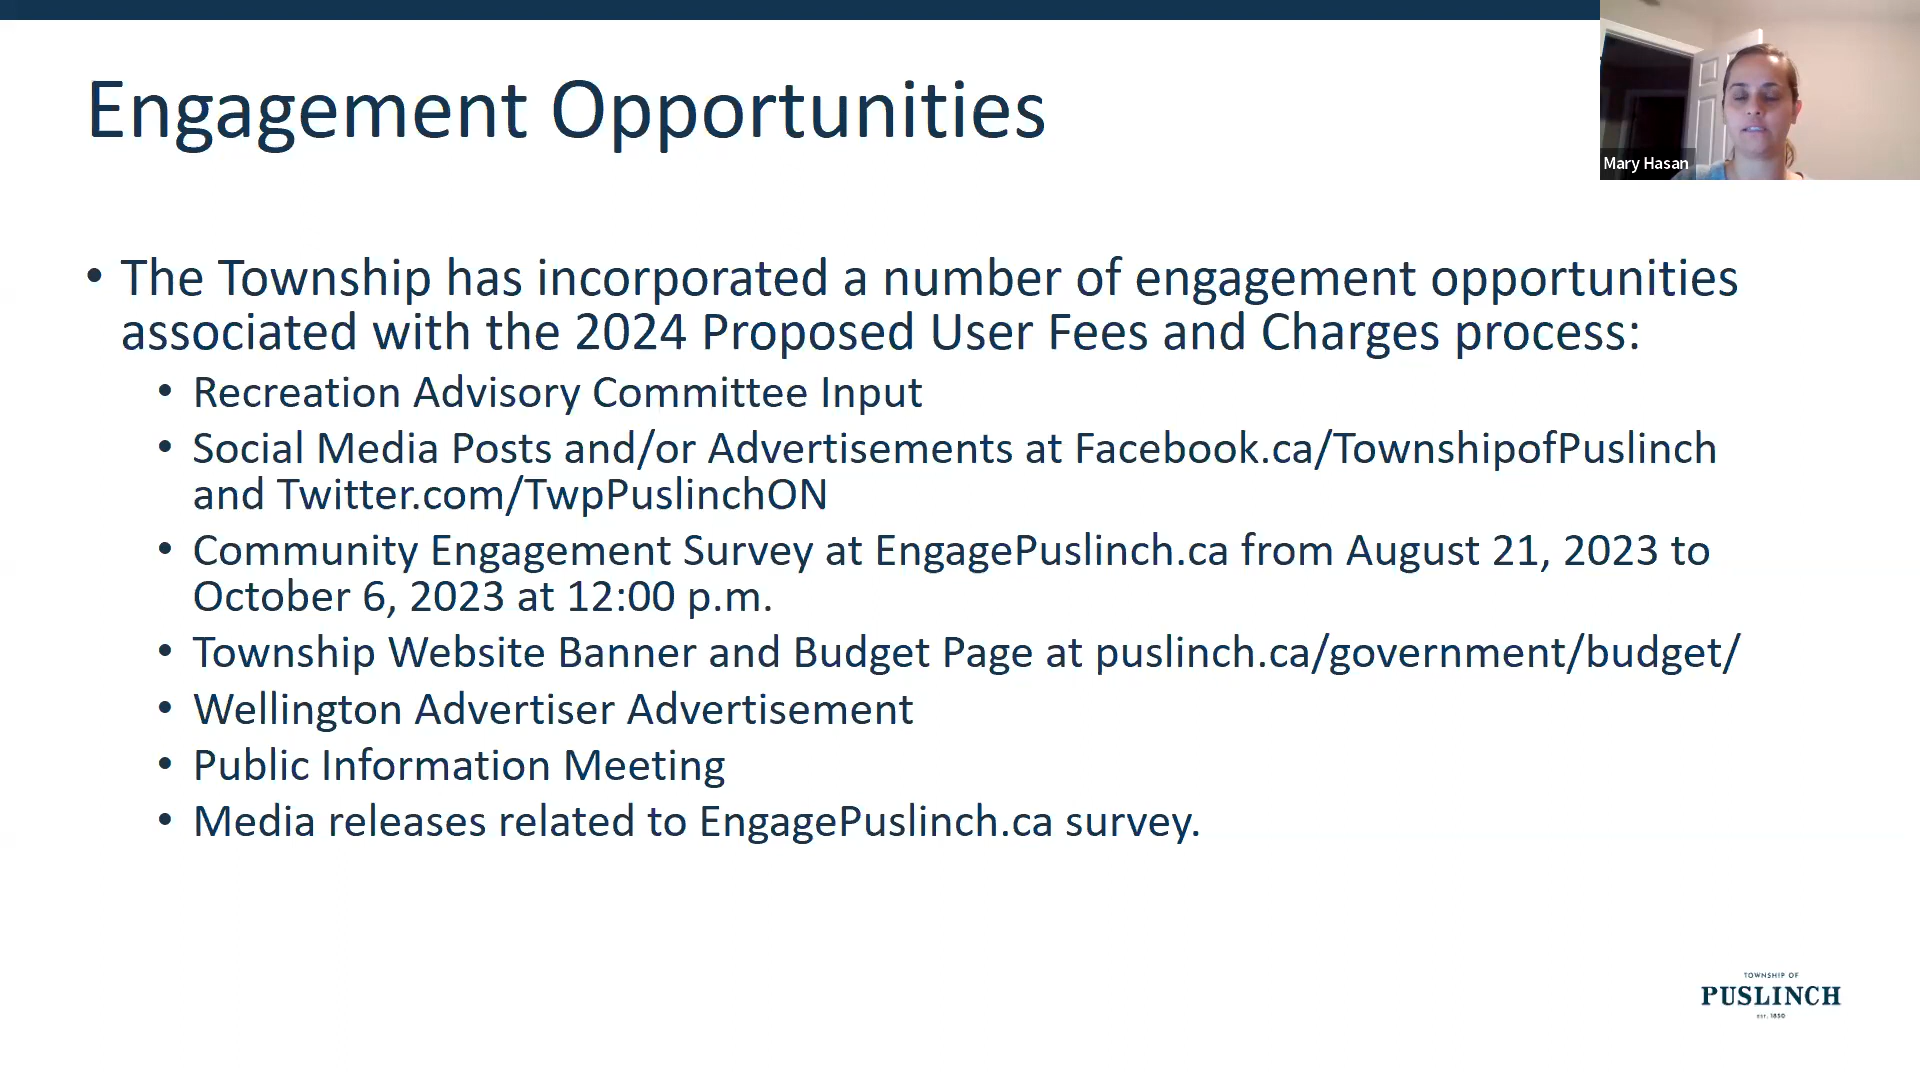 Engagement Opportunities
Mary Hasan
• The Township has incorporated a number of engagement opportunities
associated with the 2024 Proposed User Fees and Charges process:
• Recreation Advisory Committee Input
• Social Media Posts and/or Advertisements at Facebook.ca/TownshipofPuslinch
and Twitter.com/TwpPuslinchON
• Community Engagement Survey at EngagePuslinch.ca from August 21, 2023 to
October 6, 2023 at 12:00 p.m.
• Township Website Banner and Budget Page at puslinch.ca/government/budget/
• Wellington Advertiser Advertisement
• Public Information Meeting
• Media releases related to EngagePuslinch.ca survey.
TOWNSHIP OF
PUSLINCH
EST. 1850